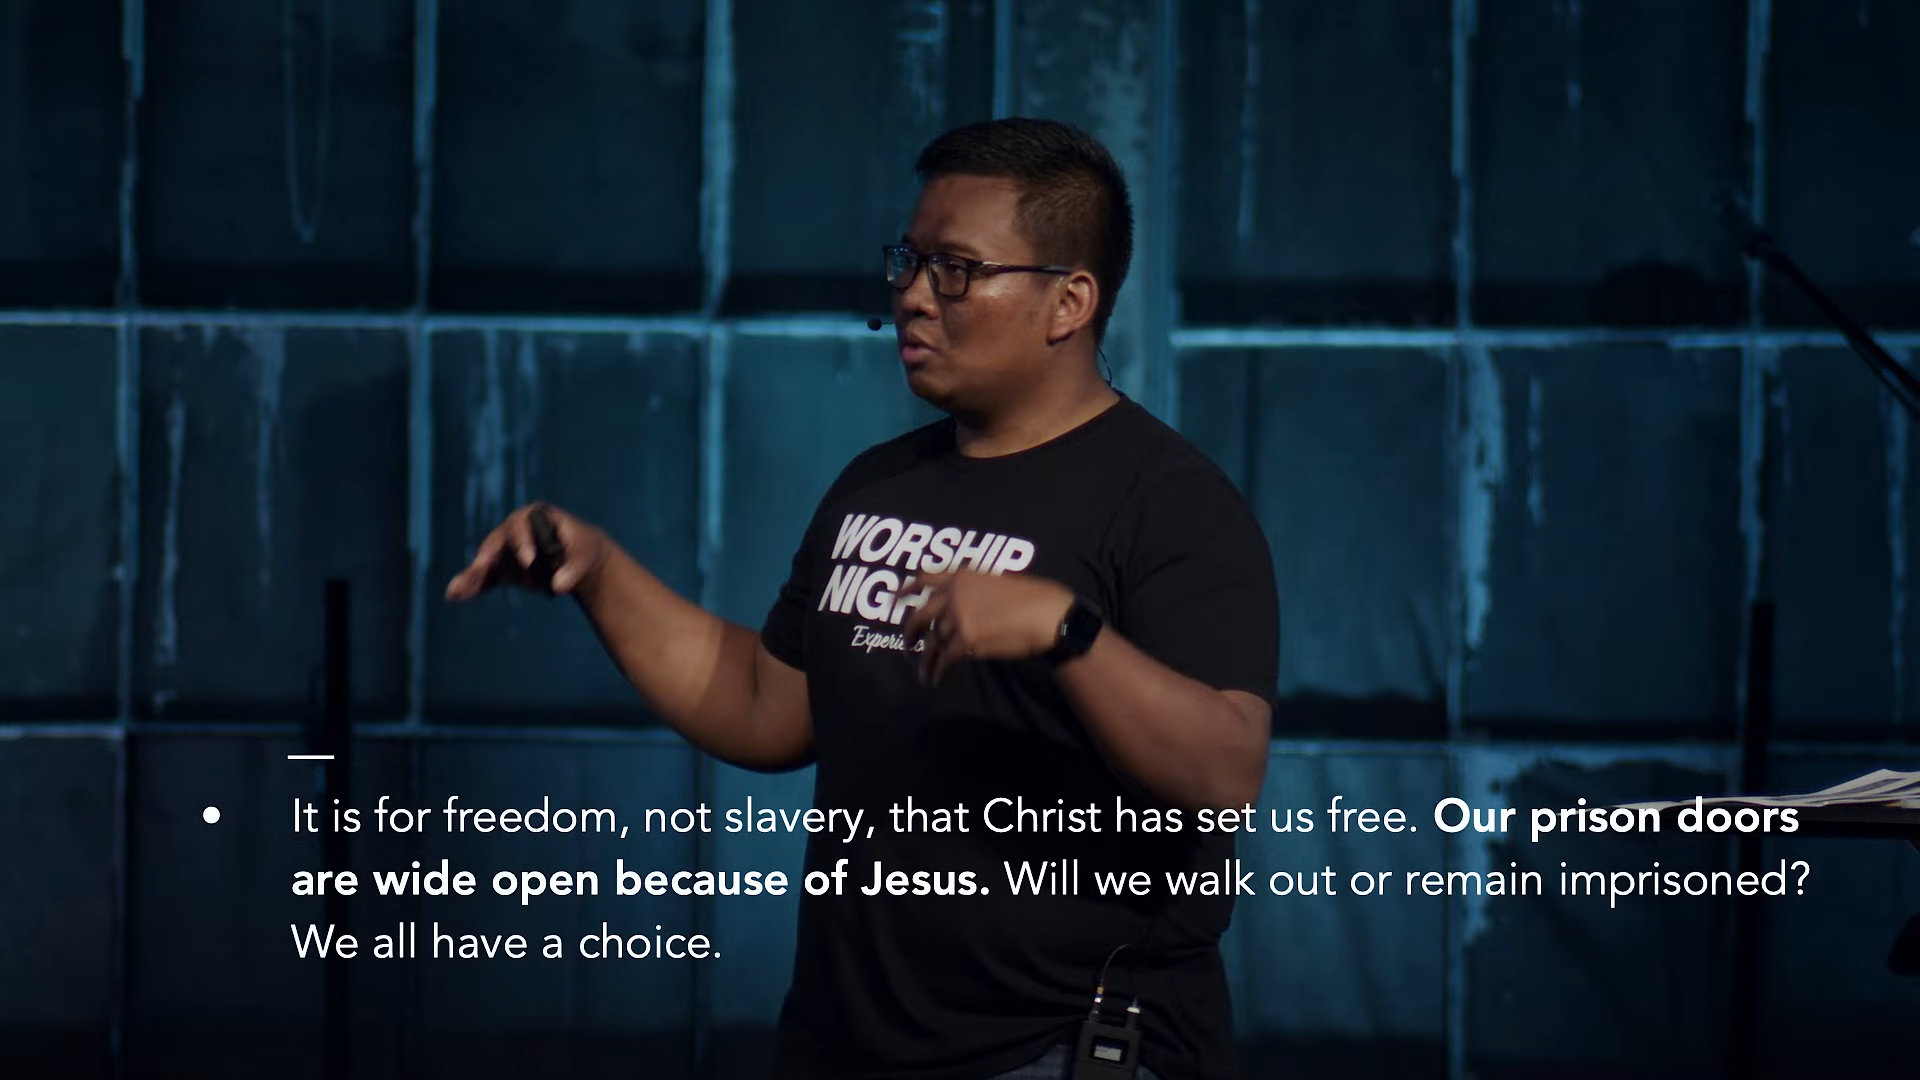 WORSHIP
NIGH
• It is for freedom, not slavery, that Christ has set us free. Our prison doors
are wide open because of Jesus. Will we walk out or remain imprisoned?
We all have a choice.